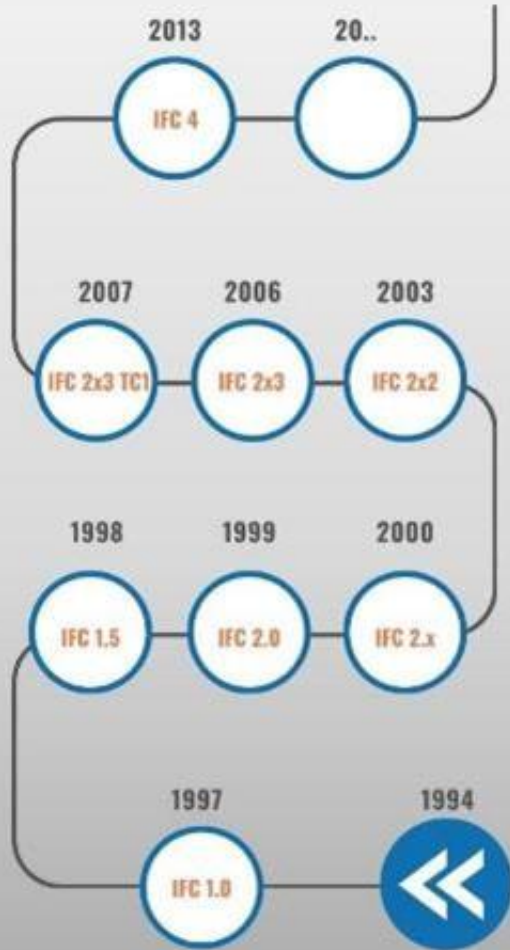 2013 20..
IFC 4
2007 2006 2003
IFC 2x3 TC1 IFC 2x3 IFC 2x2
1998 1999 2000
IFC 1.5 IFC 2.0 IFC 2.x
1997 1994
IFC 1.0